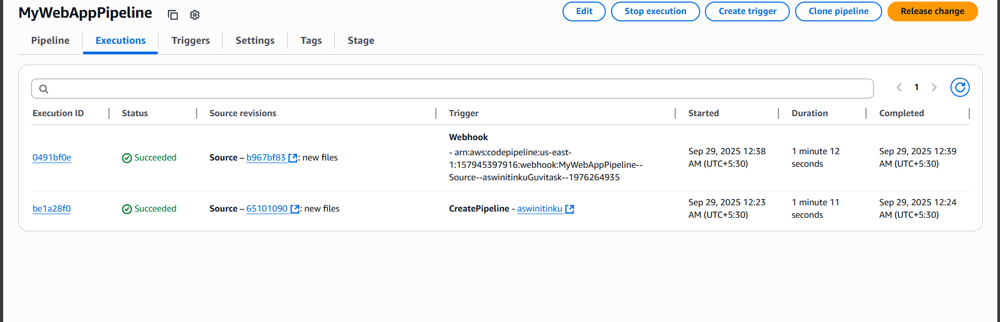 MyWebAppPipeline
Edit
Stop execution
Create trigger
Clone pipeline
Release change
Pipeline
Executions
Triggers
Settings
Tags
Stage
1
Execution ID
Status
Source revisions
Trigger
Started
Duration
Completed
0491bf0e
Succeeded
Source – b967bf83 : new files
Webhook
- arn:aws:codepipeline:us-east-
1:157945397916:webhook:MyWebAppPipeline--
Source--aswinitinkuGuvitask--1976264935
Sep 29, 2025 12:38
AM (UTC+5:30)
1 minute 12
seconds
Sep 29, 2025 12:39
AM (UTC+5:30)
be1a28f0
Succeeded
Source – 65101090 : new files
CreatePipeline - aswinitinku
Sep 29, 2025 12:23
AM (UTC+5:30)
1 minute 11
seconds
Sep 29, 2025 12:24
AM (UTC+5:30)